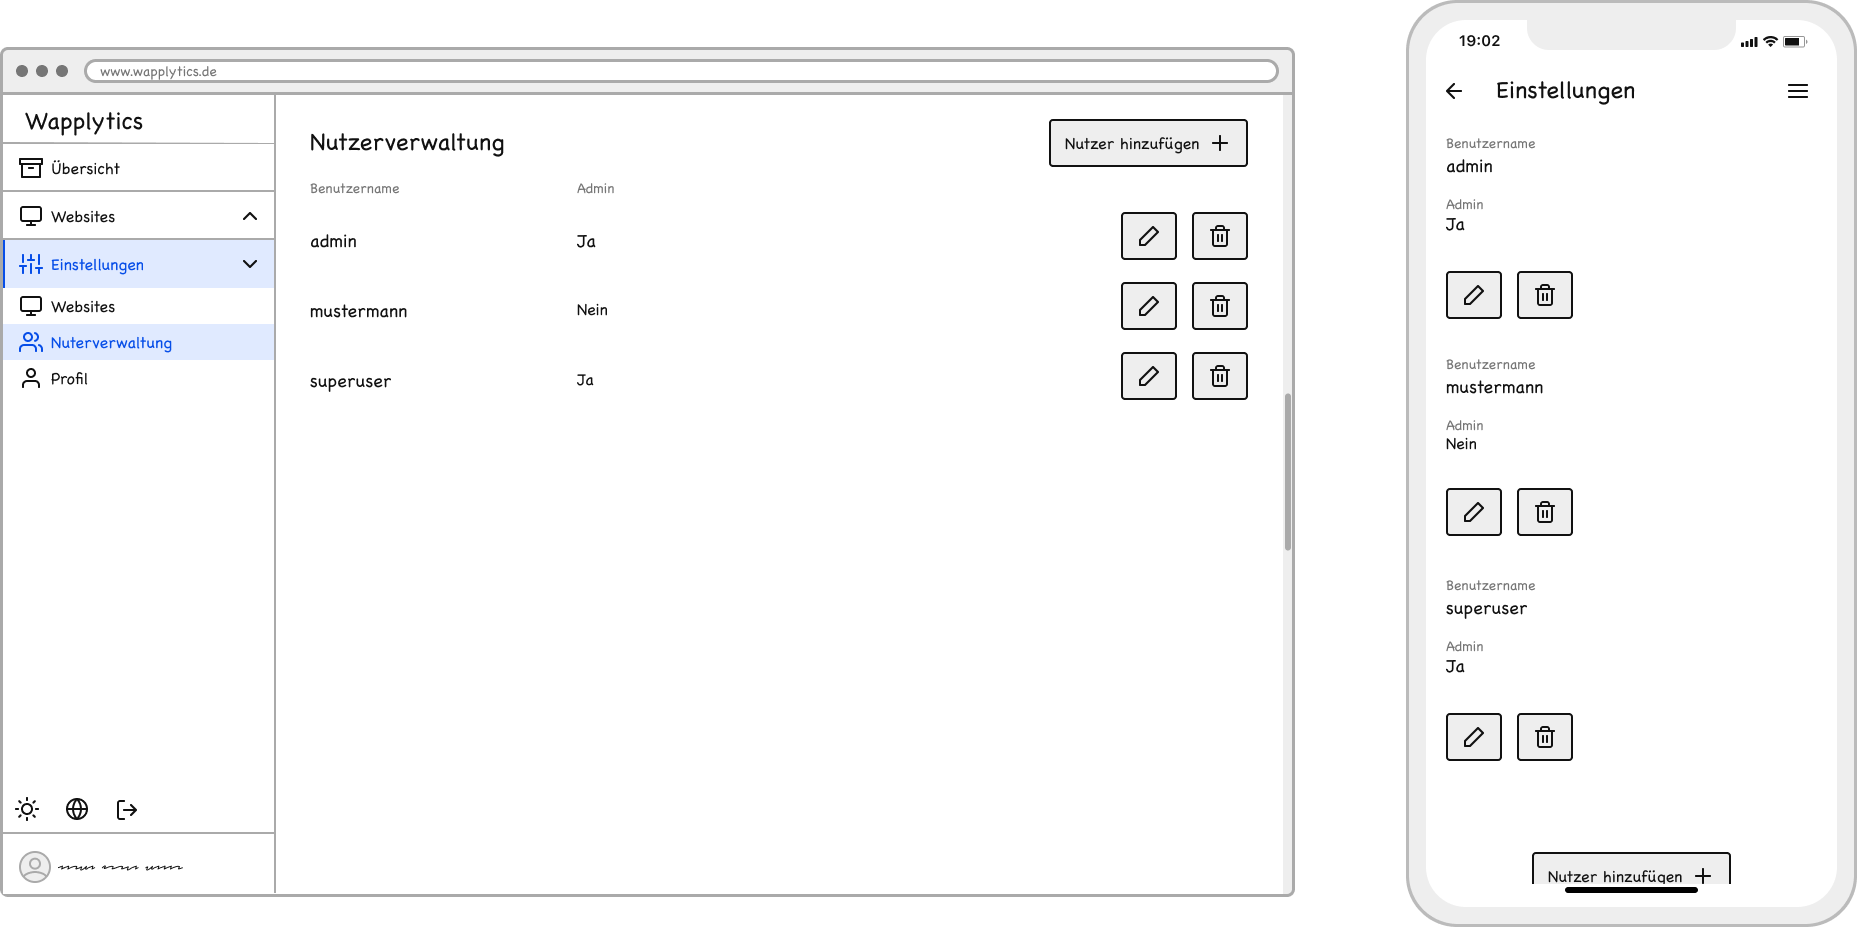 www.wapplytics.de
Wapplytics
Übersicht
Websites
Einstellungen
Websites
Nuterverwaltung
Profil
Nutzerverwaltung
Nutzer hinzufügen
Benutzername Admin
admin Ja
mustermann Nein
superuser Ja
19:02
Einstellungen
Benutzername
admin
Admin
Ja
Benutzername
mustermann
Admin
Nein
Benutzername
superuser
Admin
Ja
Nutzer hinzufügen